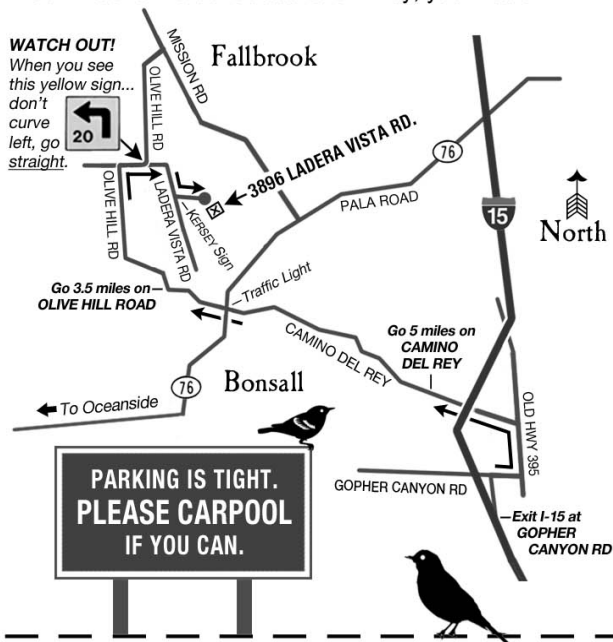 WATCH OUT!
When you see
this yellow sign...
don't
curve
left, go
straight.
20
MISSION RD
Fallbrook
OLIVE HILL RD
3896 LADERA VISTA RD.
76
PALA ROAD
15
North
OLIVE HILL RD
LADERA VISTA RD
KERSEY Sign
Go 3.5 miles on
OLIVE HILL ROAD
Traffic Light
CAMINO DEL REY
Go 5 miles on
CAMINO
DEL REY
76
Bonsall
To Oceanside
OLD HWY 395
GOPHER CANYON RD
Exit I-15 at
GOPHER
CANYON RD
PARKING IS TIGHT.
PLEASE CARPOOL
IF YOU CAN.